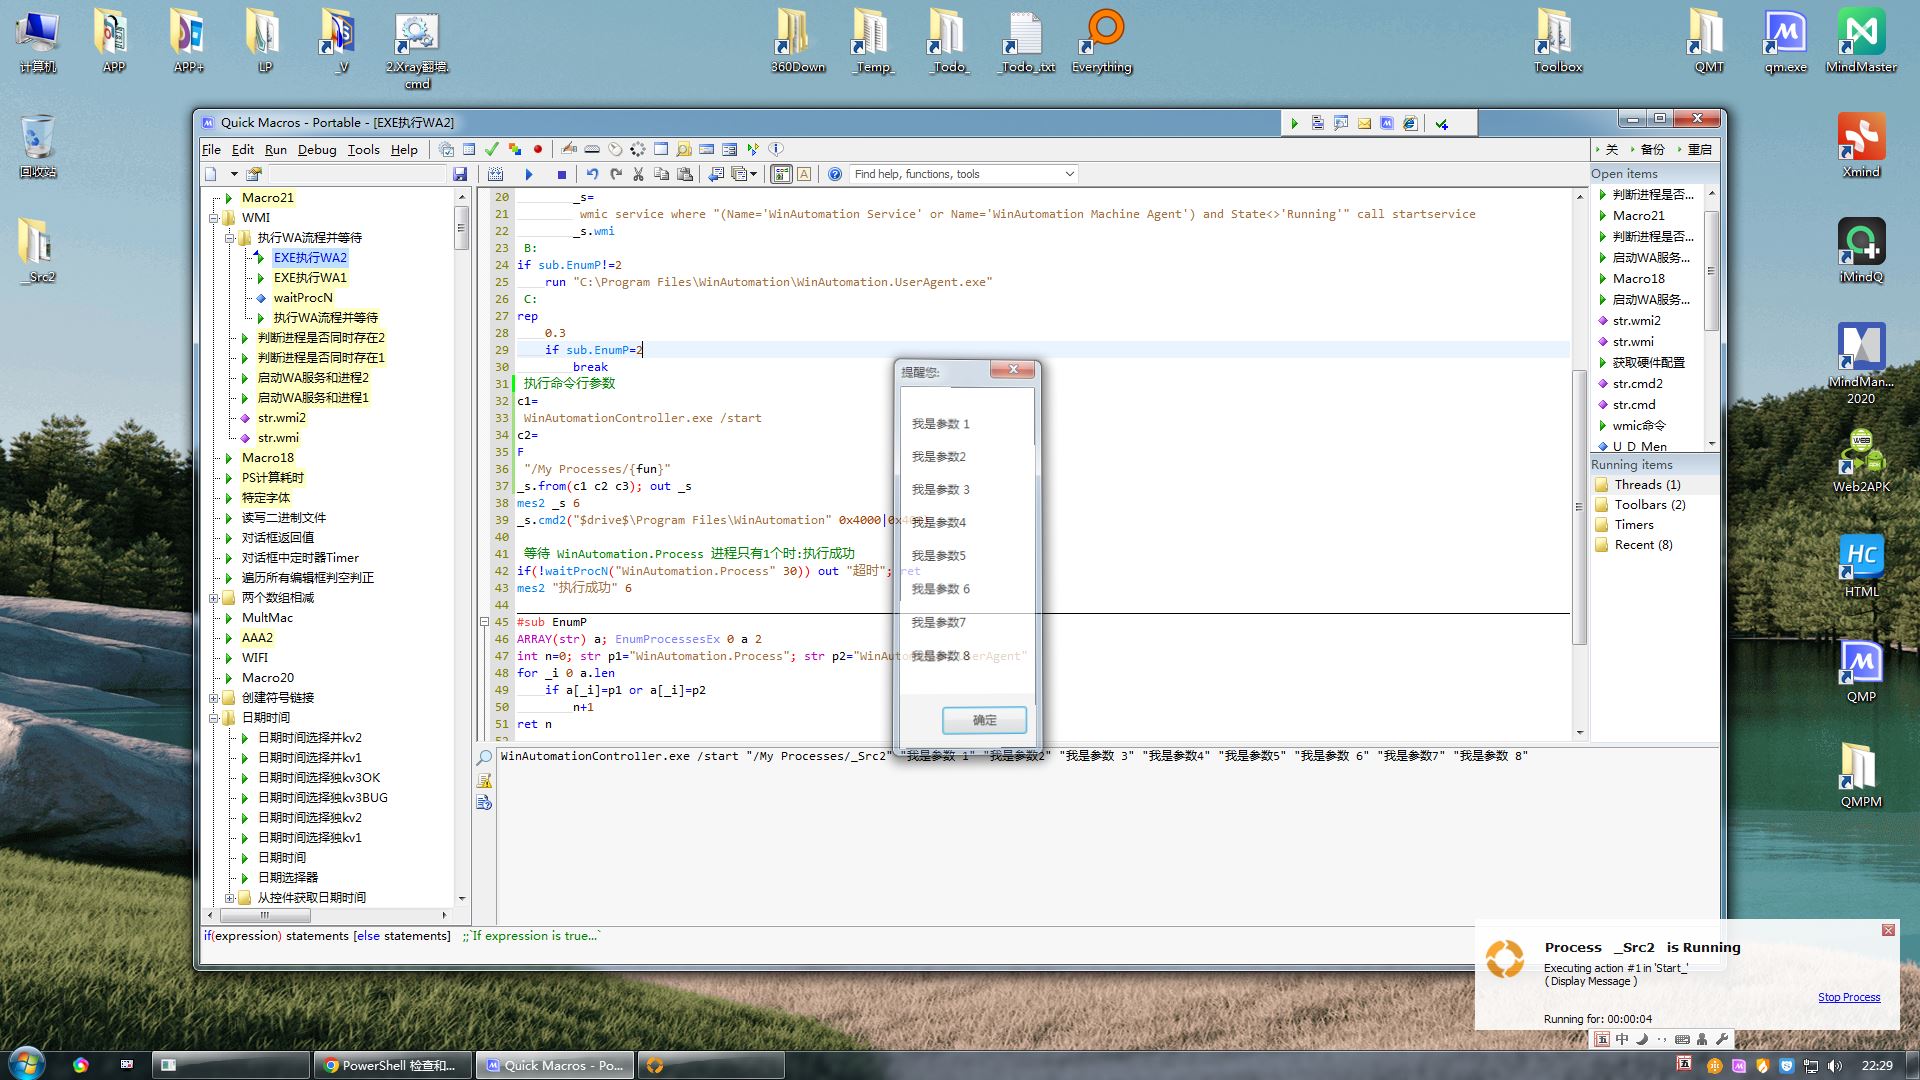 计算机
APP
APP+
LP
_V
2.Xray翻墙.
cmd
360Down
_Temp_
_Todo_
_Todo_.txt
Everything
Toolbox
QMT
qm.exe
MindMaster
回收站
__Src2
Xmind
iMindQ
MindMan...
2020
Web2APK
HTML
QMP
QMPM
Quick Macros - Portable - [EXE执行WA2]
File Edit Run Debug Tools Help
关 备份 重启
Find help, functions, tools
Macro21
WMI
执行WA流程并等待
EXE执行WA2
EXE执行WA1
waitProcN
执行WA流程并等待
判断进程是否同时存在2
判断进程是否同时存在1
启动WA服务和进程2
启动WA服务和进程1
str.wmi2
str.wmi
Macro18
PS计算耗时
特定字体
读写二进制文件
对话框返回值
对话框中定时器Timer
遍历所有编辑框判空判正
两个数组相减
MultMac
AAA2
WIFI
Macro20
创建符号链接
日期时间
日期时间选择并kv2
日期时间选择并kv1
日期时间选择独kv3OK
日期时间选择独kv3BUG
日期时间选择独kv2
日期时间选择独kv1
日期时间
日期选择器
从控件获取日期时间
20 _s=
21 wmic service where "(Name='WinAutomation Service' or Name='WinAutomation Machine Agent') and State<>'Running'" call startservice
22 _s.wmi
23 B:
24 if sub.EnumP!=2
25 run "C:\Program Files\WinAutomation\WinAutomation.UserAgent.exe"
26 C:
27 rep
28 0.3
29 if sub.EnumP=2
30 break
31 执行命令行参数
32 c1=
33 WinAutomationController.exe /start
34 c2=
35 F
36 "/My Processes/{fun}"
37 _s.from(c1 c2 c3); out _s
38 mes2 _s 6
39 _s.cmd2("$drive$\Program Files\WinAutomation" 0x4000|0x
40
41 等待 WinAutomation.Process 进程只有1个时:执行成功
42 if(!waitProcN("WinAutomation.Process" 30)) out "超时"; ret
43 mes2 "执行成功" 6
44
45 #sub EnumP
46 ARRAY(str) a; EnumProcessesEx 0 a 2
47 int n=0; str p1="WinAutomation.Process"; str p2="WinAuto erAgent"
48 for _i 0 a.len
49 if a[_i]=p1 or a[_i]=p2
50 n+1
51 ret n
提醒您:
我是参数 1
我是参数2
我是参数 3
我是参数4
我是参数5
我是参数 6
我是参数7
我是参数 8
确定
WinAutomationController.exe /start "/My Processes/_Src2" "我是参数 1" "我是参数2" "我是参数 3" "我是参数4" "我是参数5" "我是参数 6" "我是参数7" "我是参数 8"
Open items
判断进程是否...
Macro21
判断进程是否...
启动WA服务...
Macro18
启动WA服务...
str.wmi2
str.wmi
获取硬件配置
str.cmd2
str.cmd
wmic命令
U_D_Men
Running items
Threads (1)
Toolbars (2)
Timers
Recent (8)
if(expression) statements [else statements] ;;`If expression is true...`
Process _Src2 is Running
Executing action #1 in 'Start_'
( Display Message )
Stop Process
Running for: 00:00:04
五 中
PowerShell 检查和...
Quick Macros - Po...
五
22:29